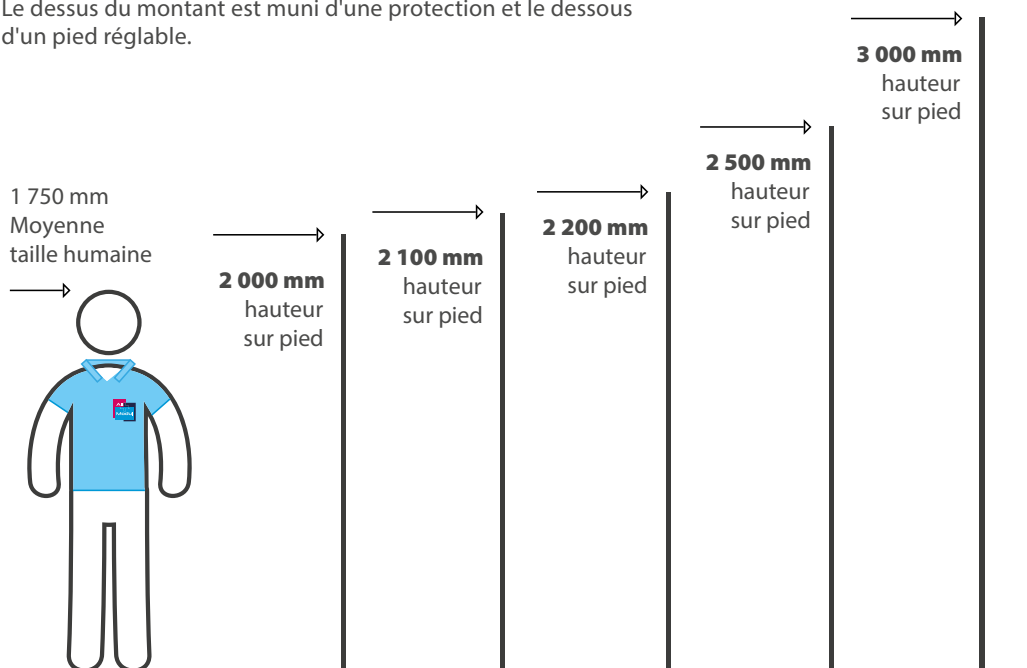 Le dessus du montant est muni d'une protection et le dessous
d'un pied réglable.
1 750 mm
Moyenne
taille humaine
2 000 mm
hauteur
sur pied
2 100 mm
hauteur
sur pied
2 200 mm
hauteur
sur pied
2 500 mm
hauteur
sur pied
3 000 mm
hauteur
sur pied